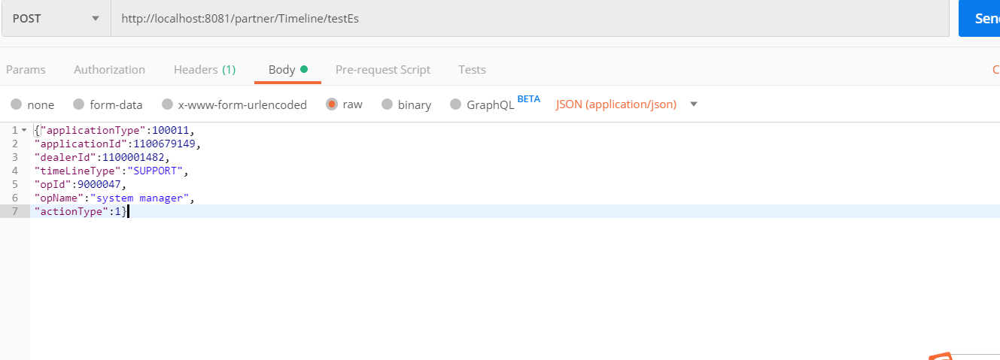 POST http://localhost:8081/partner/Timeline/testEs
Params Authorization Headers (1) Body Pre-request Script Tests
none form-data x-www-form-urlencoded raw binary GraphQL BETA JSON (application/json)
1 {"applicationType":100011,
2 "applicationId":1100679149,
3 "dealerId":1100001482,
4 "timeLineType":"SUPPORT",
5 "opId":9000047,
6 "opName":"system manager",
7 "actionType":1}